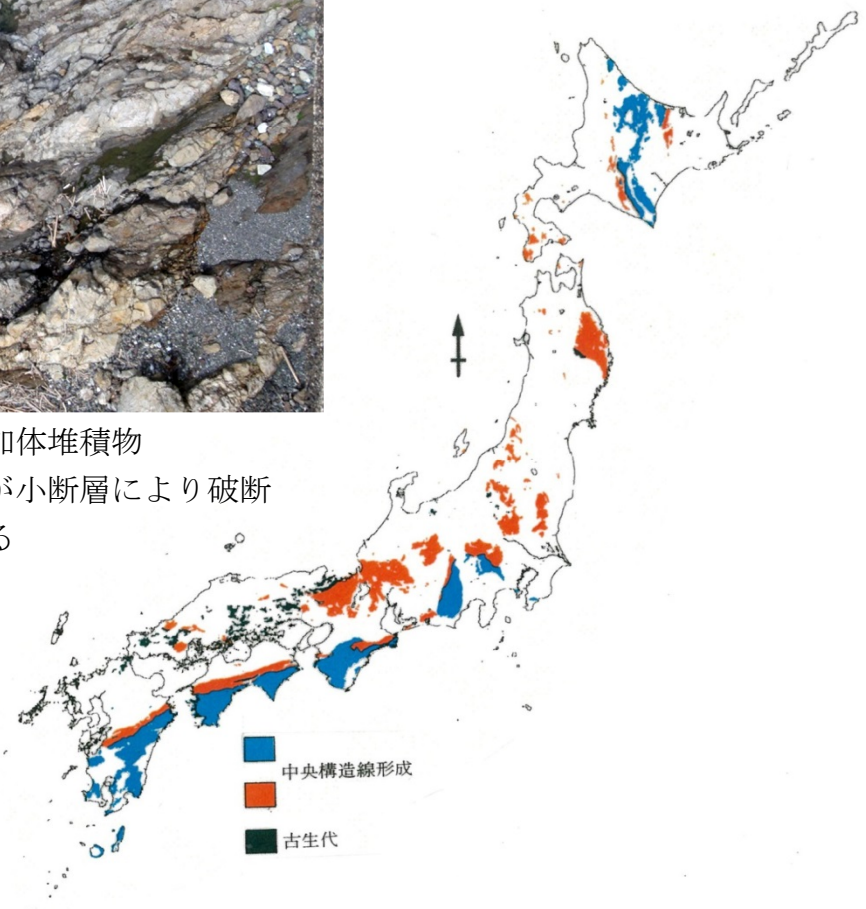 加体堆積物
が小断層により破断
る
中央構造線形成
古生代